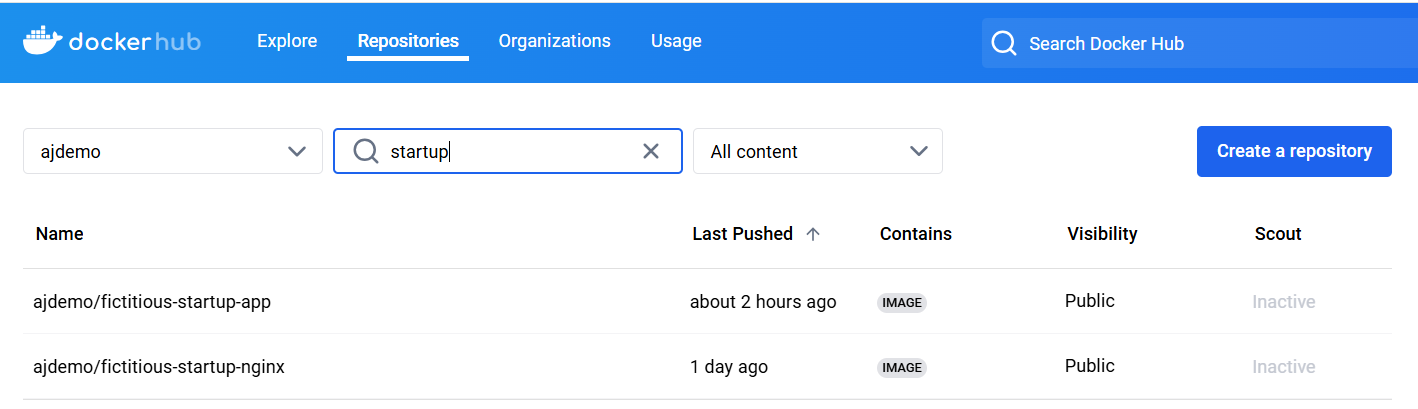 dockerhub Explore Repositories Organizations Usage Search Docker Hub
ajdemo startup All content Create a repository
Name Last Pushed Contains Visibility Scout
ajdemo/fictitious-startup-app about 2 hours ago IMAGE Public Inactive
ajdemo/fictitious-startup-nginx 1 day ago IMAGE Public Inactive